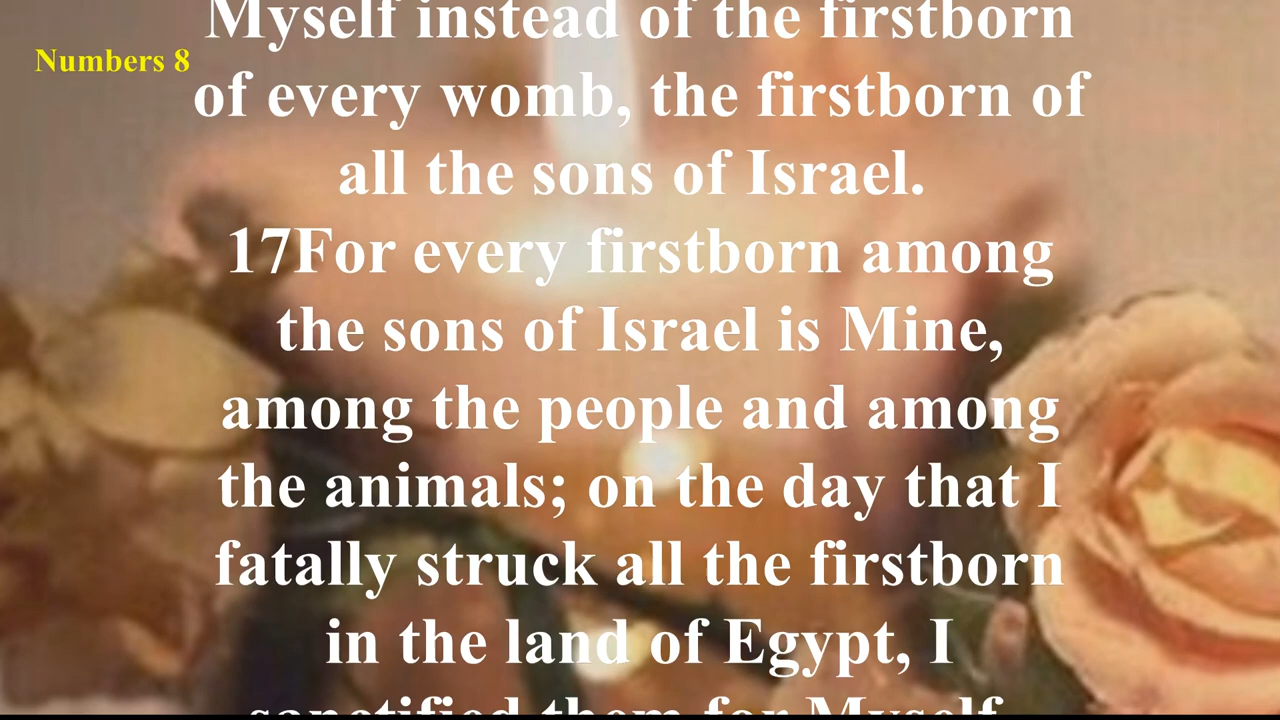 Myself instead of the firstborn
Numbers 8
of every womb, the firstborn of
all the sons of Israel.
17For every firstborn among
the sons of Israel is Mine,
among the people and among
the animals; on the day that I
fatally struck all the firstborn
in the land of Egypt, I
sanctified them for Myself